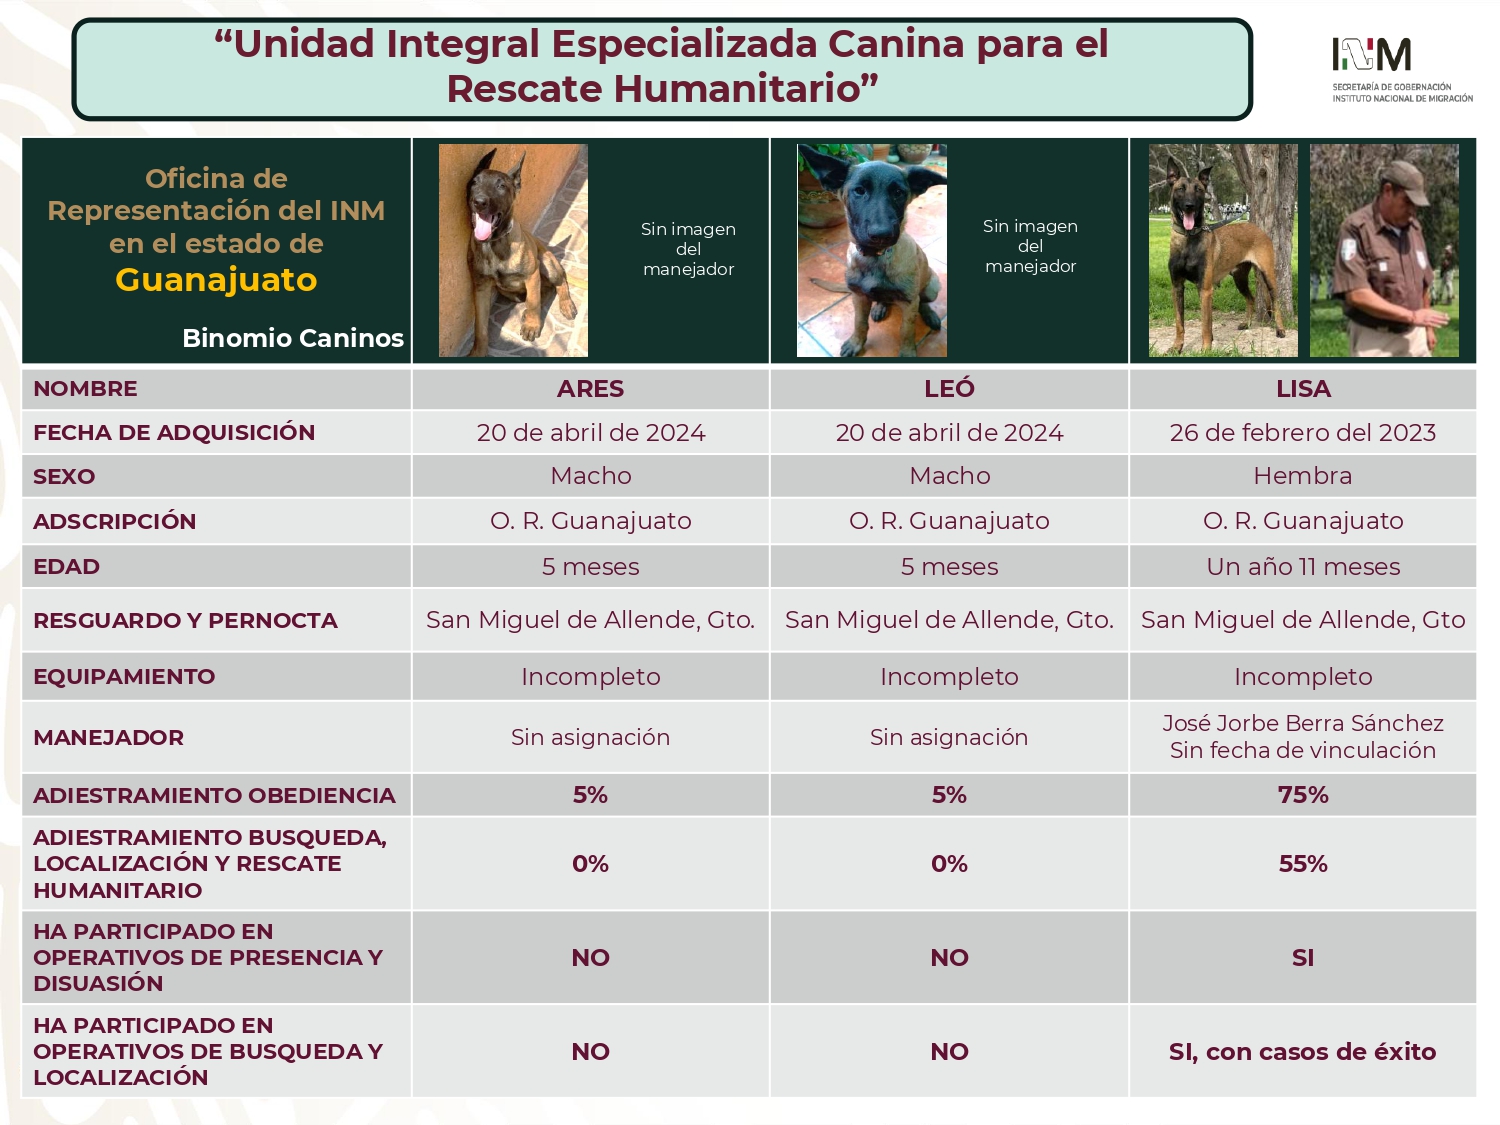 “Unidad Integral Especializada Canina para el
Rescate Humanitario”
INM
SECRETARÍA DE GOBERNACIÓN
INSTITUTO NACIONAL DE MIGRACIÓN
Oficina de
Representación del INM
en el estado de
Guanajuato
Binomio Caninos
Sin imagen
del
manejador
Sin imagen
del
manejador
NOMBRE
ARES
LEÓ
LISA
FECHA DE ADQUISICIÓN
20 de abril de 2024
20 de abril de 2024
26 de febrero del 2023
SEXO
Macho
Macho
Hembra
ADSCRIPCIÓN
O. R. Guanajuato
O. R. Guanajuato
O. R. Guanajuato
EDAD
5 meses
5 meses
Un año 11 meses
RESGUARDO Y PERNOCTA
San Miguel de Allende, Gto.
San Miguel de Allende, Gto.
San Miguel de Allende, Gto
EQUIPAMIENTO
Incompleto
Incompleto
Incompleto
MANEJADOR
Sin asignación
Sin asignación
José Jorbe Berra Sánchez
Sin fecha de vinculación
ADIESTRAMIENTO OBEDIENCIA
5%
5%
75%
ADIESTRAMIENTO BUSQUEDA,
LOCALIZACIÓN Y RESCATE
HUMANITARIO
0%
0%
55%
HA PARTICIPADO EN
OPERATIVOS DE PRESENCIA Y
DISUASIÓN
NO
NO
SI
HA PARTICIPADO EN
OPERATIVOS DE BUSQUEDA Y
LOCALIZACIÓN
NO
NO
SI, con casos de éxito